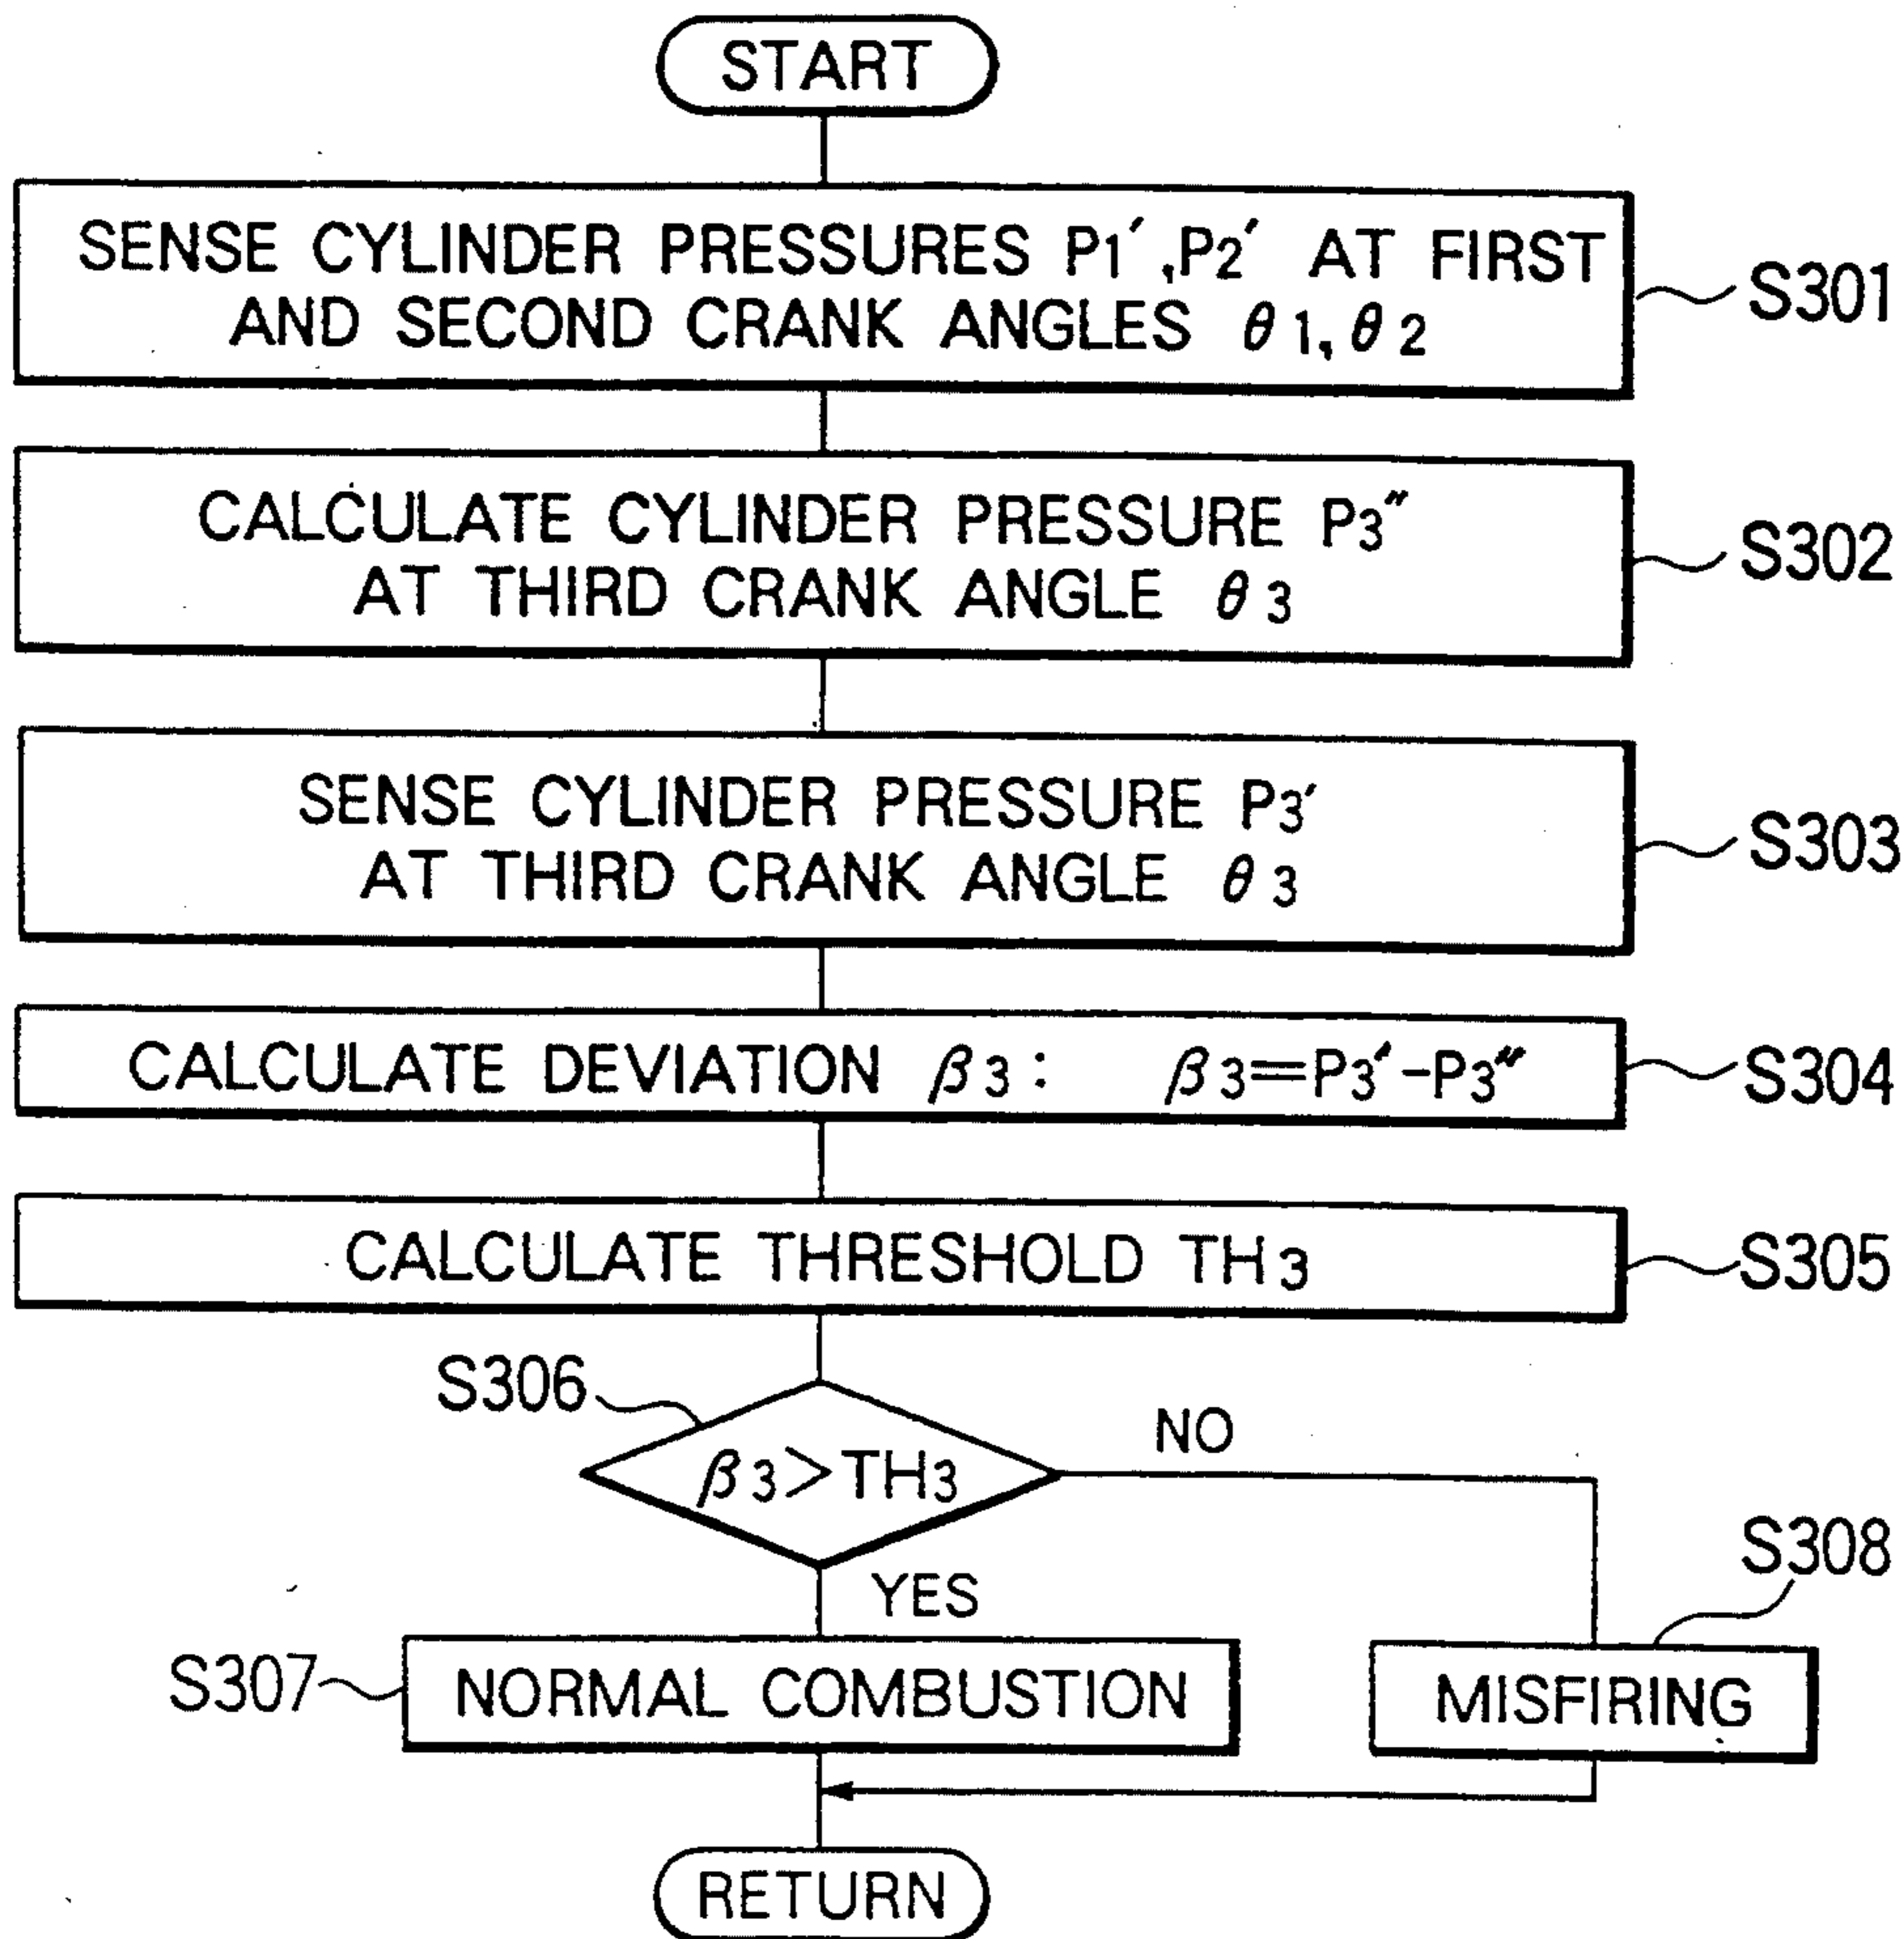 START
SENSE CYLINDER PRESSURES P1′,P2′ AT FIRST
AND SECOND CRANK ANGLES θ1,θ2
S301
CALCULATE CYLINDER PRESSURE P3″
AT THIRD CRANK ANGLE θ3
S302
SENSE CYLINDER PRESSURE P3′
AT THIRD CRANK ANGLE θ3
S303
CALCULATE DEVIATION β3: β3=P3′-P3″
S304
CALCULATE THRESHOLD TH3
S305
S306
β3>TH3
NO
YES
S308
S307
NORMAL COMBUSTION
MISFIRING
RETURN